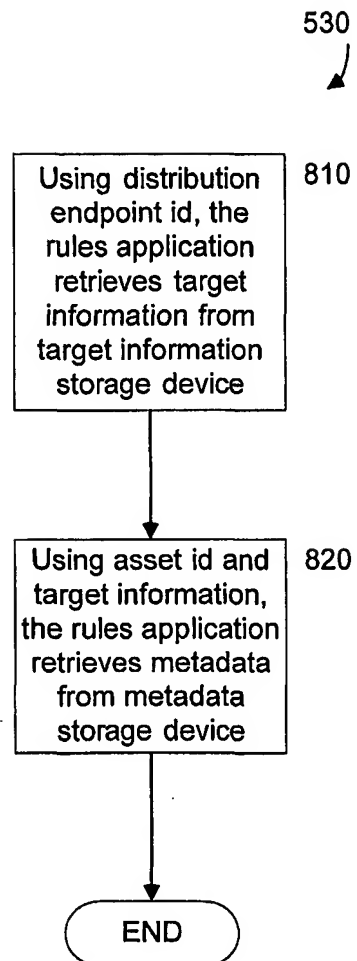 530
Using distribution
endpoint id, the
rules application
retrieves target
information from
target information
storage device
810
Using asset id and
target information,
the rules application
retrieves metadata
from metadata
storage device
820
END